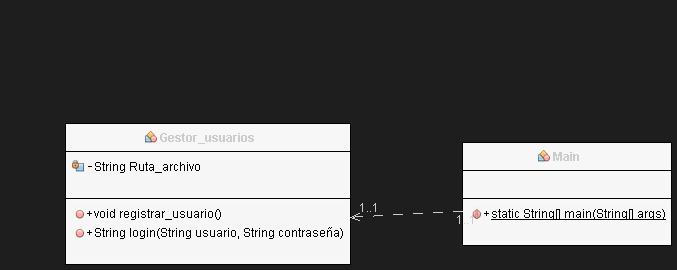 Gestor_usuarios
-String Ruta_archivo
+void registrar_usuario()
+String login(String usuario, String contraseña)
1..1
1..1
Main
+static String[] main(String[] args)